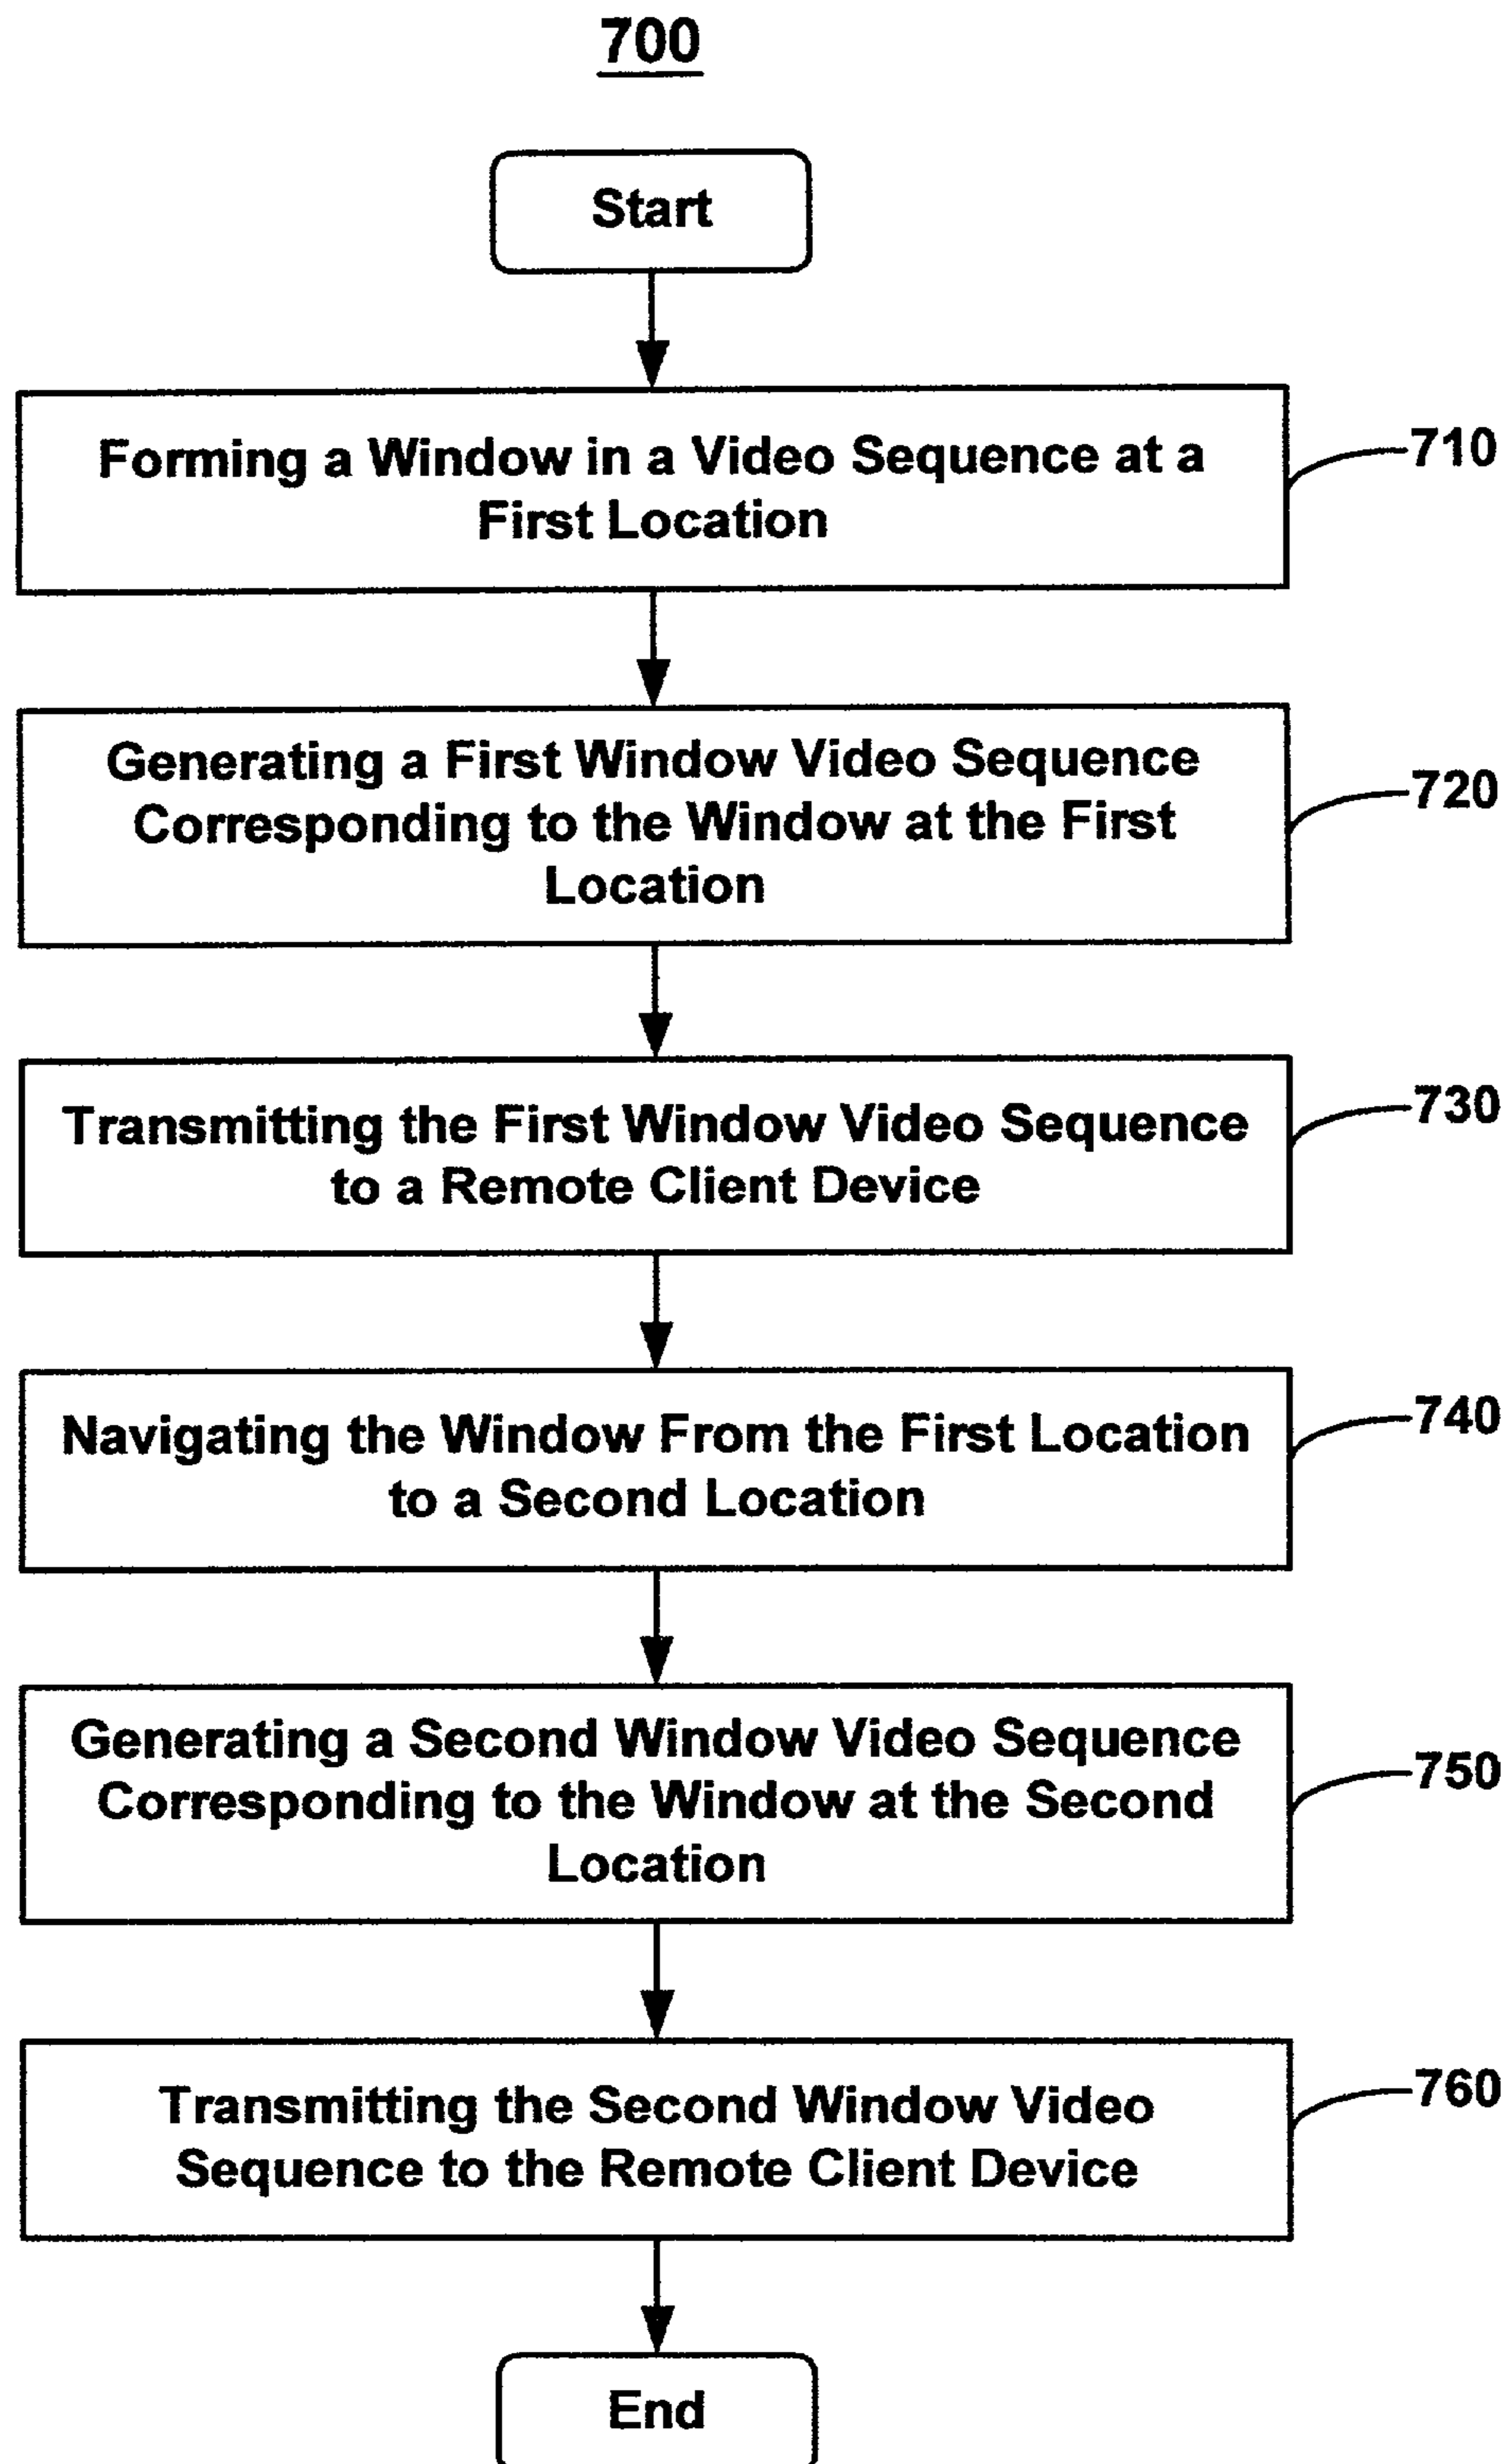 700
Start
Forming a Window in a Video Sequence at a
First Location
710
Generating a First Window Video Sequence
Corresponding to the Window at the First
Location
720
Transmitting the First Window Video Sequence
to a Remote Client Device
730
Navigating the Window From the First Location
to a Second Location
740
Generating a Second Window Video Sequence
Corresponding to the Window at the Second
Location
750
Transmitting the Second Window Video
Sequence to the Remote Client Device
760
End